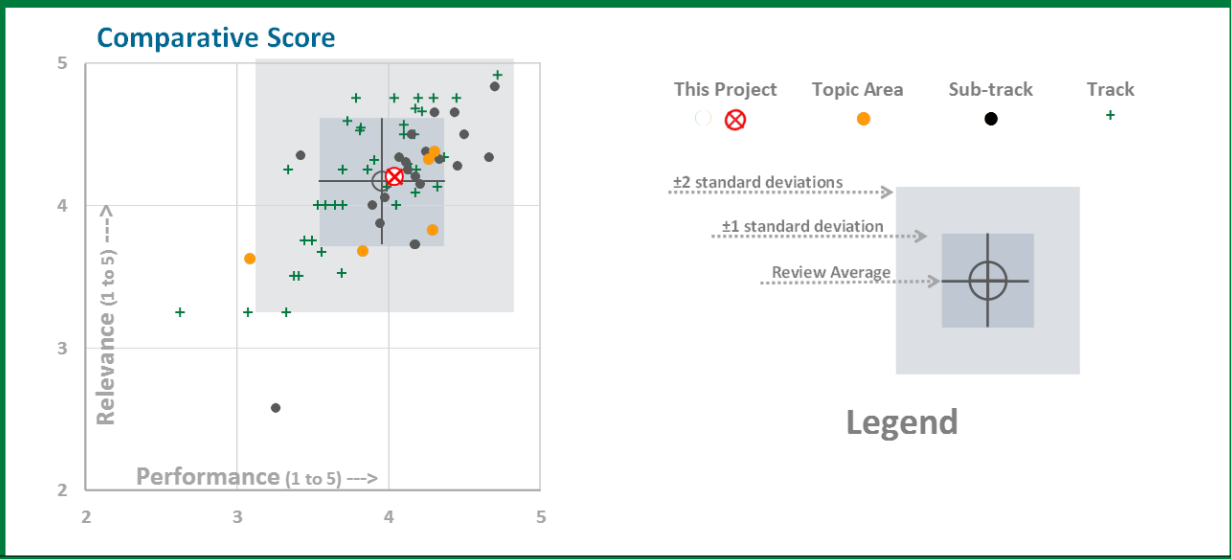 Comparative Score
5
4
3
2
2
3
4
5
Relevance (1 to 5) --->
Performance (1 to 5) --->
This Project
Topic Area
Sub-track
Track
±2 standard deviations
±1 standard deviation
Review Average
Legend